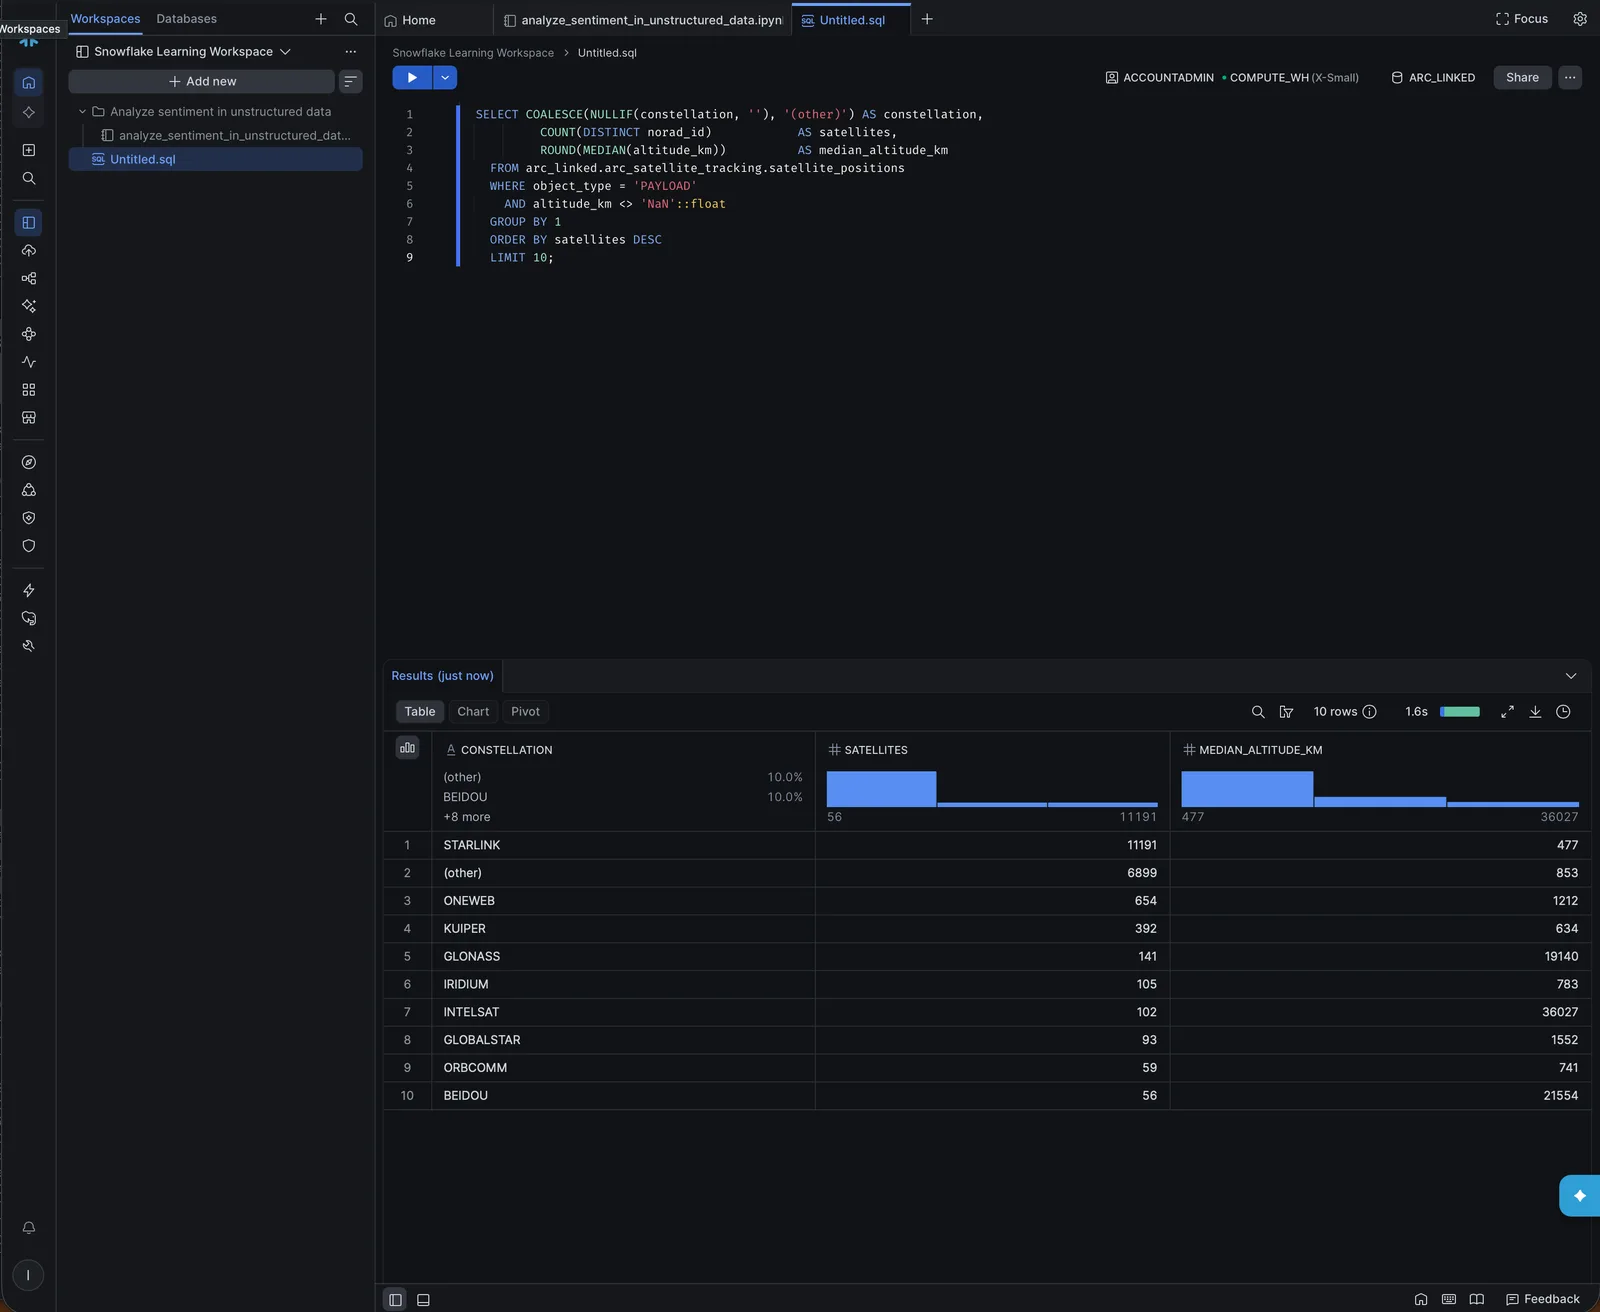 Workspaces
Workspaces
Databases
Snowflake Learning Workspace
Add new
Analyze sentiment in unstructured data
analyze_sentiment_in_unstructured_dat...
Untitled.sql
Home
analyze_sentiment_in_unstructured_data.ipyn
Untitled.sql
Focus
Snowflake Learning Workspace > Untitled.sql
ACCOUNTADMIN
COMPUTE_WH (X-Small)
ARC_LINKED
Share
1 SELECT COALESCE(NULLIF(constellation, ''), '(other)') AS constellation,
2 COUNT(DISTINCT norad_id) AS satellites,
3 ROUND(MEDIAN(altitude_km)) AS median_altitude_km
4 FROM arc_linked.arc_satellite_tracking.satellite_positions
5 WHERE object_type = 'PAYLOAD'
6 AND altitude_km <> 'NaN'::float
7 GROUP BY 1
8 ORDER BY satellites DESC
9 LIMIT 10;
Results (just now)
Table
Chart
Pivot
10 rows
1.6s
A CONSTELLATION
# SATELLITES
# MEDIAN_ALTITUDE_KM
(other) 10.0%
BEIDOU 10.0%
+8 more
56 11191
477 36027
1 STARLINK 11191 477
2 (other) 6899 853
3 ONEWEB 654 1212
4 KUIPER 392 634
5 GLONASS 141 19140
6 IRIDIUM 105 783
7 INTELSAT 102 36027
8 GLOBALSTAR 93 1552
9 ORBCOMM 59 741
10 BEIDOU 56 21554
I
Feedback